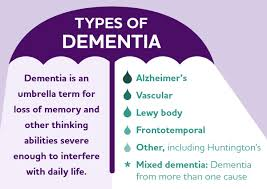 TYPES OF
DEMENTIA
Dementia is an
umbrella term for
loss of memory and
other thinking
abilities severe
enough to interfere
with daily life.
Alzheimer's
Vascular
Lewy body
Frontotemporal
Other, including Huntington's
Mixed dementia: Dementia
from more than one cause